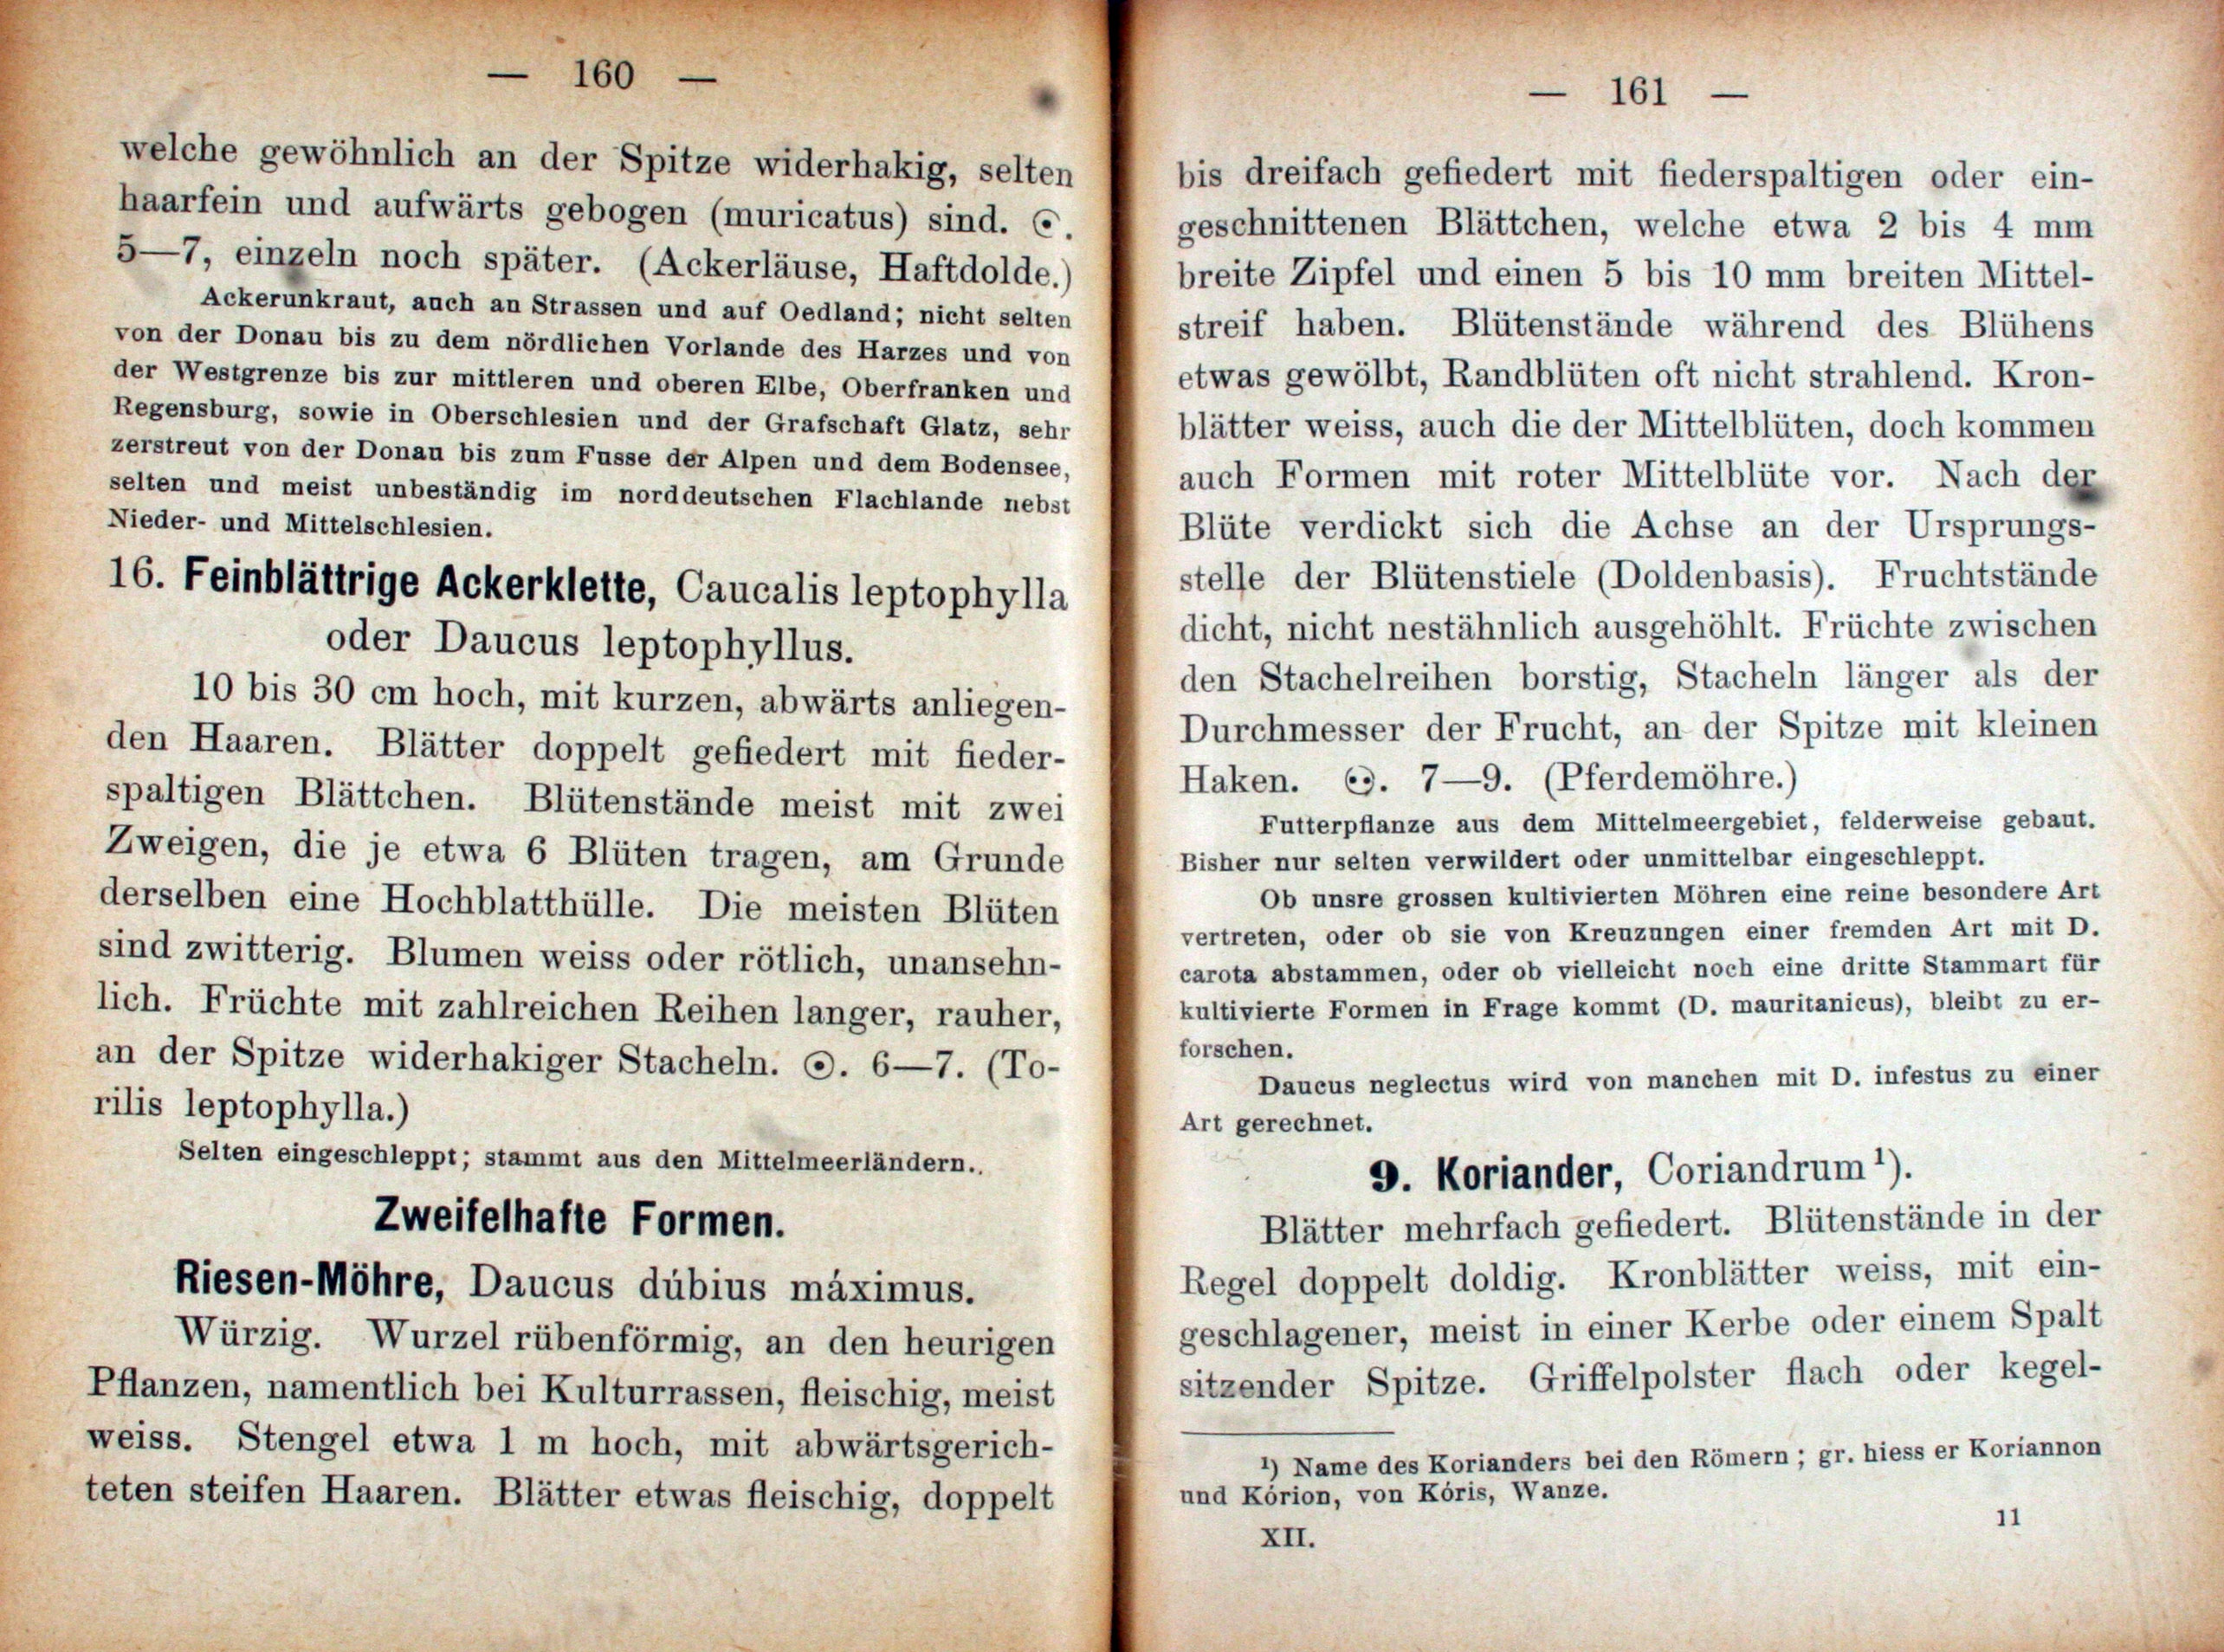 — 160 —
welche gewöhnlich an der Spitze widerhakig, selten
haarfein und aufwärts gebogen (muricatus) sind. ⊙.
5—7, einzeln noch später. (Ackerläuse, Haftdolde.)
Ackerunkraut, auch an Strassen und auf Oedland; nicht selten
von der Donau bis zu dem nördlichen Vorlande des Harzes und von
der Westgrenze bis zur mittleren und oberen Elbe, Oberfranken und
Regensburg, sowie in Oberschlesien und der Grafschaft Glatz, sehr
zerstreut von der Donau bis zum Fusse der Alpen und dem Bodensee,
selten und meist unbeständig im norddeutschen Flachlande nebst
Nieder- und Mittelschlesien.
16. Feinblättrige Ackerklette, Caucalis leptophylla
oder Daucus leptophyllus.
10 bis 30 cm hoch, mit kurzen, abwärts anliegen-
den Haaren. Blätter doppelt gefiedert mit fieder-
spaltigen Blättchen. Blütenstände meist mit zwei
Zweigen, die je etwa 6 Blüten tragen, am Grunde
derselben eine Hochblatthülle. Die meisten Blüten
sind zwitterig. Blumen weiss oder rötlich, unansehn-
lich. Früchte mit zahlreichen Reihen langer, rauher,
an der Spitze widerhakiger Stacheln. ⊙. 6—7. (To-
rilis leptophylla.)
Selten eingeschleppt; stammt aus den Mittelmeerländern..
Zweifelhafte Formen.
Riesen-Möhre, Daucus dúbius máximus.
Würzig. Wurzel rübenförmig, an den heurigen
Pflanzen, namentlich bei Kulturrassen, fleischig, meist
weiss. Stengel etwa 1 m hoch, mit abwärtsgerich-
teten steifen Haaren. Blätter etwas fleischig, doppelt
— 161 —
bis dreifach gefiedert mit fiederspaltigen oder ein-
geschnittenen Blättchen, welche etwa 2 bis 4 mm
breite Zipfel und einen 5 bis 10 mm breiten Mittel-
streif haben. Blütenstände während des Blühens
etwas gewölbt, Randblüten oft nicht strahlend. Kron-
blätter weiss, auch die der Mittelblüten, doch kommen
auch Formen mit roter Mittelblüte vor. Nach der
Blüte verdickt sich die Achse an der Ursprungs-
stelle der Blütenstiele (Doldenbasis). Fruchtstände
dicht, nicht nestähnlich ausgehöhlt. Früchte zwischen
den Stachelreihen borstig, Stacheln länger als der
Durchmesser der Frucht, an der Spitze mit kleinen
Haken. ⚇. 7—9. (Pferdemöhre.)
Futterpflanze aus dem Mittelmeergebiet, felderweise gebaut.
Bisher nur selten verwildert oder unmittelbar eingeschleppt.
Ob unsre grossen kultivierten Möhren eine reine besondere Art
vertreten, oder ob sie von Kreuzungen einer fremden Art mit D.
carota abstammen, oder ob vielleicht noch eine dritte Stammart für
kultivierte Formen in Frage kommt (D. mauritanicus), bleibt zu er-
forschen.
Daucus neglectus wird von manchen mit D. infestus zu einer
Art gerechnet.
9. Koriander, Coriandrum¹).
Blätter mehrfach gefiedert. Blütenstände in der
Regel doppelt doldig. Kronblätter weiss, mit ein-
geschlagener, meist in einer Kerbe oder einem Spalt
sitzender Spitze. Griffelpolster flach oder kegel-
¹) Name des Korianders bei den Römern; gr. hiess er Koríannon
und Kórion, von Kóris, Wanze.
XII. 11